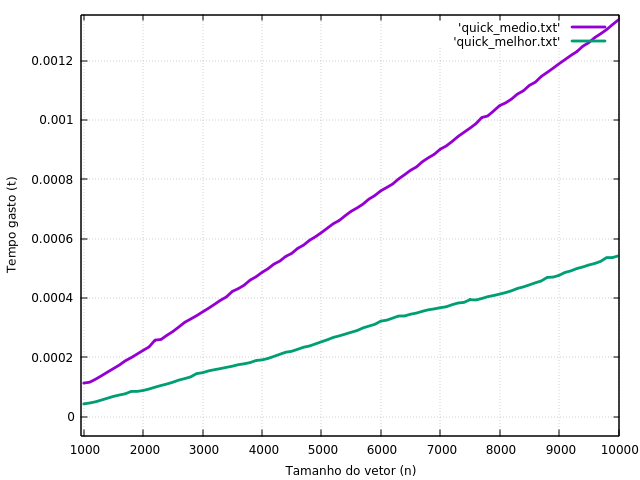 'quick_medio.txt'
'quick_melhor.txt'
0.0012
0.001
0.0008
0.0006
0.0004
0.0002
0
Tempo gasto (t)
1000 2000 3000 4000 5000 6000 7000 8000 9000 10000
Tamanho do vetor (n)